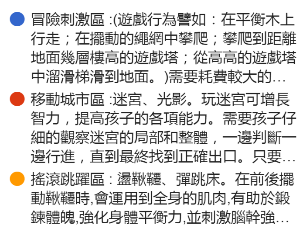 冒險刺激區 :(遊戲行為譬如：在平衡木上
行走；在擺動的繩網中攀爬；攀爬到距離
地面幾層樓高的遊戲塔；從高高的遊戲塔
中溜滑梯滑到地面。)需要耗費較大的…
移動城市區 :迷宮、光影。玩迷宮可增長
智力，提高孩子的各項能力。需要孩子仔
細的觀察迷宮的局部和整體，一邊判斷一
邊行進，直到最終找到正確出口。只要…
搖滾跳躍區 : 盪鞦韆、彈跳床。在前後擺
動鞦韆時,會運用到全身的肌肉,有助於鍛
鍊體魄,強化身體平衡力,並刺激腦幹強…